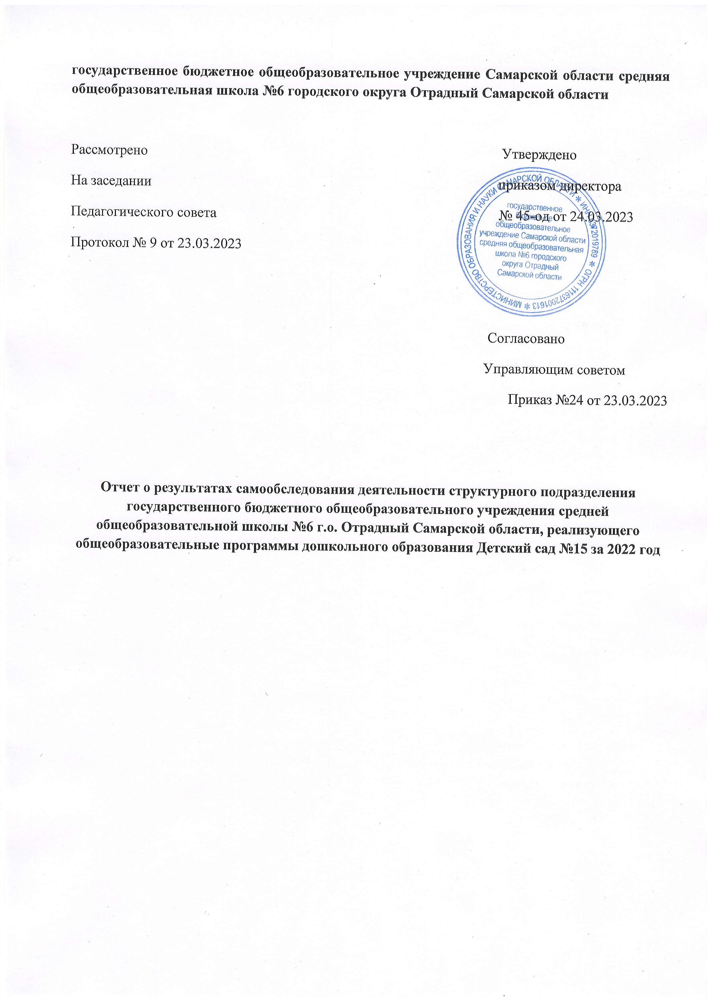 государственное бюджетное общеобразовательное учреждение Самарской области средняя
общеобразовательная школа №6 городского округа Отрадный Самарской области
Рассмотрено
На заседании
Педагогического совета
Протокол № 9 от 23.03.2023
Утверждено
приказом директора
№ 45-од от 24.03.2023
МИНИСТЕРСТВО ОБРАЗОВАНИЯ И НАУКИ САМАРСКОЙ ОБЛАСТИ * ИНН 6372019789 * ОГРН 1116372001613 *
государственное
бюджетное
общеобразовательное
учреждение Самарской области
средняя общеобразовательная
школа №6 городского
округа Отрадный
Самарской области
Согласовано
Управляющим советом
Приказ №24 от 23.03.2023
Отчет о результатах самообследования деятельности структурного подразделения
государственного бюджетного общеобразовательного учреждения средней
общеобразовательной школы №6 г.о. Отрадный Самарской области, реализующего
общеобразовательные программы дошкольного образования Детский сад №15 за 2022 год